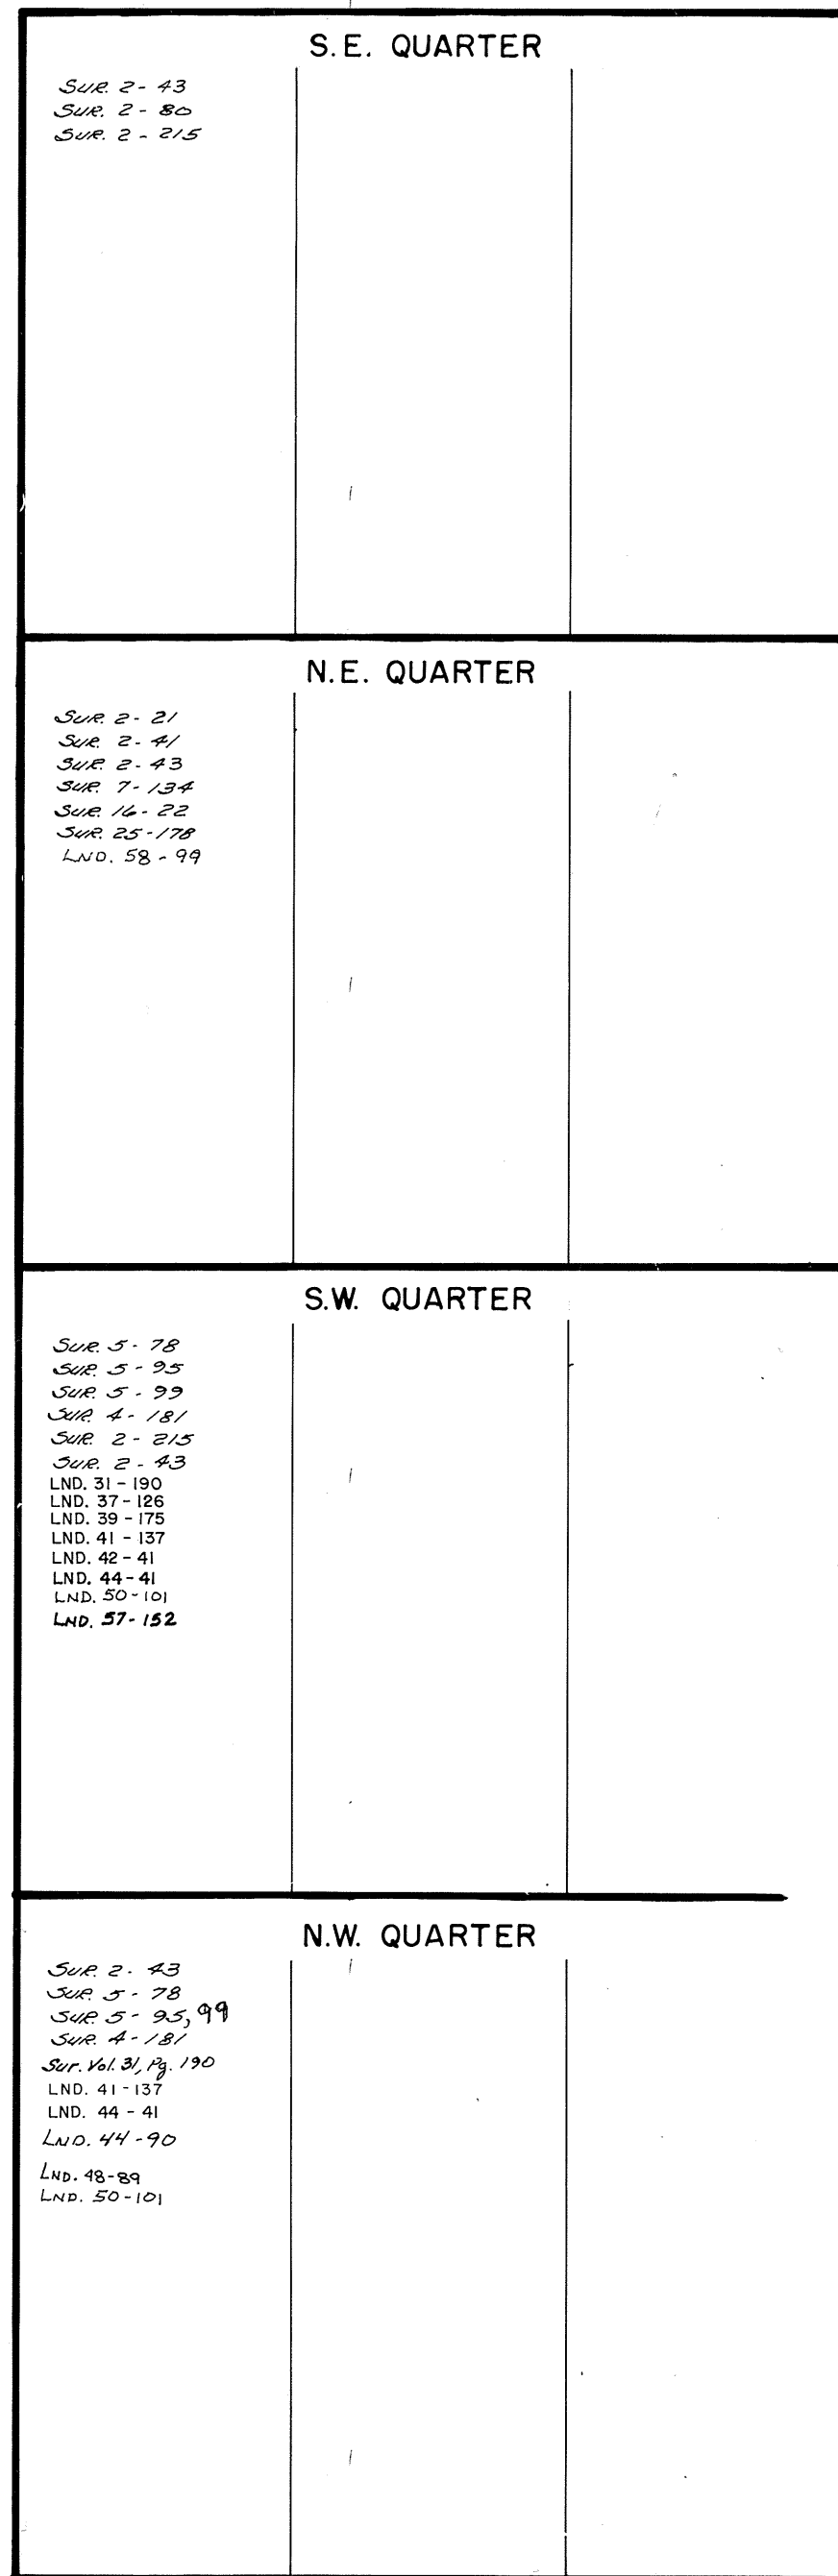 S.E. QUARTER
SUR. 2- 43
SUR. 2 - 80
SUR. 2 - 215
N.E. QUARTER
SUR. 2- 21
SUR. 2- 41
SUR. 2- 43
SUR. 7- 134
SUR. 16- 22
SUR. 25-178
LND. 58 - 99
S.W. QUARTER
SUR. 5- 78
SUR. 5 - 95
SUR. 5 - 99
SUR. 4- 181
SUR. 2 - 215
SUR. 2 - 43
LND. 31 - 190
LND. 37 - 126
LND. 39 - 175
LND. 41 - 137
LND. 42 - 41
LND. 44 - 41
LND. 50 - 101
LND. 57- 152
N.W. QUARTER
SUR. 2- 43
SUR. 5 - 78
SUR. 5 - 95, 99
SUR. 4 - 181
Sur. Vol. 31, Pg. 190
LND. 41 - 137
LND. 44 - 41
LND. 44 - 90
LND. 48-89
LND. 50 - 101